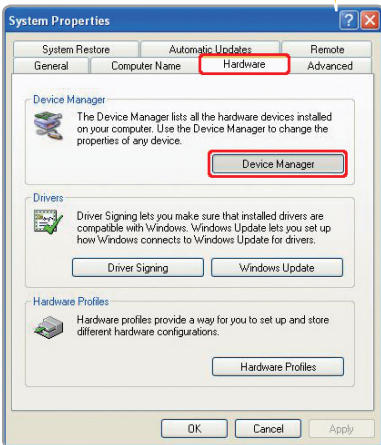 System Properties
System Restore Automatic Updates Remote
General Computer Name Hardware Advanced
Device Manager
The Device Manager lists all the hardware devices installed
on your computer. Use the Device Manager to change the
properties of any device.
Device Manager
Drivers
Driver Signing lets you make sure that installed drivers are
compatible with Windows. Windows Update lets you set up
how Windows connects to Windows Update for drivers.
Driver Signing Windows Update
Hardware Profiles
Hardware profiles provide a way for you to set up and store
different hardware configurations.
Hardware Profiles
OK Cancel Apply